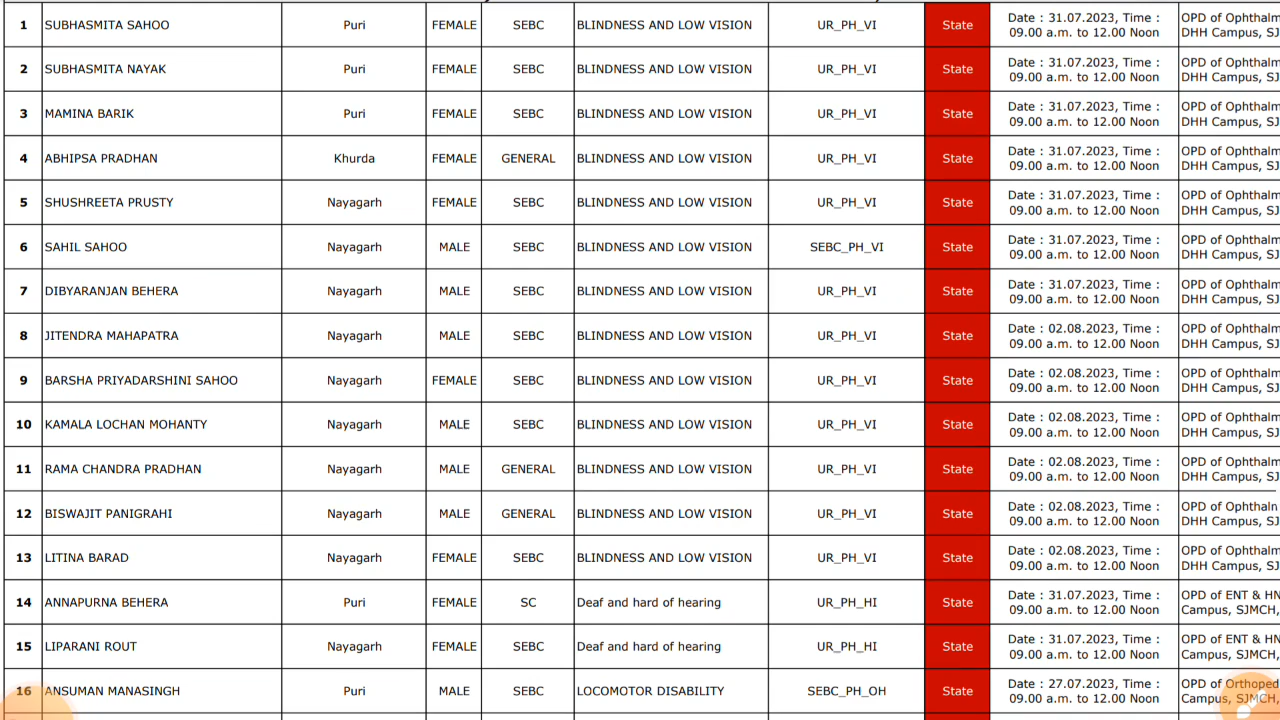 1 SUBHASMITA SAHOO Puri FEMALE SEBC BLINDNESS AND LOW VISION UR_PH_VI State Date : 31.07.2023, Time : 09.00 a.m. to 12.00 Noon OPD of Ophthalm DHH Campus, SJ
2 SUBHASMITA NAYAK Puri FEMALE SEBC BLINDNESS AND LOW VISION UR_PH_VI State Date : 31.07.2023, Time : 09.00 a.m. to 12.00 Noon OPD of Ophthalm DHH Campus, SJ
3 MAMINA BARIK Puri FEMALE SEBC BLINDNESS AND LOW VISION UR_PH_VI State Date : 31.07.2023, Time : 09.00 a.m. to 12.00 Noon OPD of Ophthalm DHH Campus, SJ
4 ABHIPSA PRADHAN Khurda FEMALE GENERAL BLINDNESS AND LOW VISION UR_PH_VI State Date : 31.07.2023, Time : 09.00 a.m. to 12.00 Noon OPD of Ophthalm DHH Campus, SJ
5 SHUSHREETA PRUSTY Nayagarh FEMALE SEBC BLINDNESS AND LOW VISION UR_PH_VI State Date : 31.07.2023, Time : 09.00 a.m. to 12.00 Noon OPD of Ophthalm DHH Campus, SJ
6 SAHIL SAHOO Nayagarh MALE SEBC BLINDNESS AND LOW VISION SEBC_PH_VI State Date : 31.07.2023, Time : 09.00 a.m. to 12.00 Noon OPD of Ophthalm DHH Campus, SJ
7 DIBYARANJAN BEHERA Nayagarh MALE SEBC BLINDNESS AND LOW VISION UR_PH_VI State Date : 31.07.2023, Time : 09.00 a.m. to 12.00 Noon OPD of Ophthalm DHH Campus, SJ
8 JITENDRA MAHAPATRA Nayagarh MALE SEBC BLINDNESS AND LOW VISION UR_PH_VI State Date : 02.08.2023, Time : 09.00 a.m. to 12.00 Noon OPD of Ophthalm DHH Campus, SJ
9 BARSHA PRIYADARSHINI SAHOO Nayagarh FEMALE SEBC BLINDNESS AND LOW VISION UR_PH_VI State Date : 02.08.2023, Time : 09.00 a.m. to 12.00 Noon OPD of Ophthalm DHH Campus, SJ
10 KAMALA LOCHAN MOHANTY Nayagarh MALE SEBC BLINDNESS AND LOW VISION UR_PH_VI State Date : 02.08.2023, Time : 09.00 a.m. to 12.00 Noon OPD of Ophthalm DHH Campus, SJ
11 RAMA CHANDRA PRADHAN Nayagarh MALE GENERAL BLINDNESS AND LOW VISION UR_PH_VI State Date : 02.08.2023, Time : 09.00 a.m. to 12.00 Noon OPD of Ophthalm DHH Campus, SJ
12 BISWAJIT PANIGRAHI Nayagarh MALE GENERAL BLINDNESS AND LOW VISION UR_PH_VI State Date : 02.08.2023, Time : 09.00 a.m. to 12.00 Noon OPD of Ophthaln DHH Campus, SJ
13 LITINA BARAD Nayagarh FEMALE SEBC BLINDNESS AND LOW VISION UR_PH_VI State Date : 02.08.2023, Time : 09.00 a.m. to 12.00 Noon OPD of Ophthalm DHH Campus, SJ
14 ANNAPURNA BEHERA Puri FEMALE SC Deaf and hard of hearing UR_PH_HI State Date : 31.07.2023, Time : 09.00 a.m. to 12.00 Noon OPD of ENT & HN Campus, SJMCH,
15 LIPARANI ROUT Nayagarh FEMALE SEBC Deaf and hard of hearing UR_PH_HI State Date : 31.07.2023, Time : 09.00 a.m. to 12.00 Noon OPD of ENT & HN Campus, SJMCH,
16 ANSUMAN MANASINGH Puri MALE SEBC LOCOMOTOR DISABILITY SEBC_PH_OH State Date : 27.07.2023, Time : 09.00 a.m. to 12.00 Noon OPD of Orthoped Campus, SJMCH,